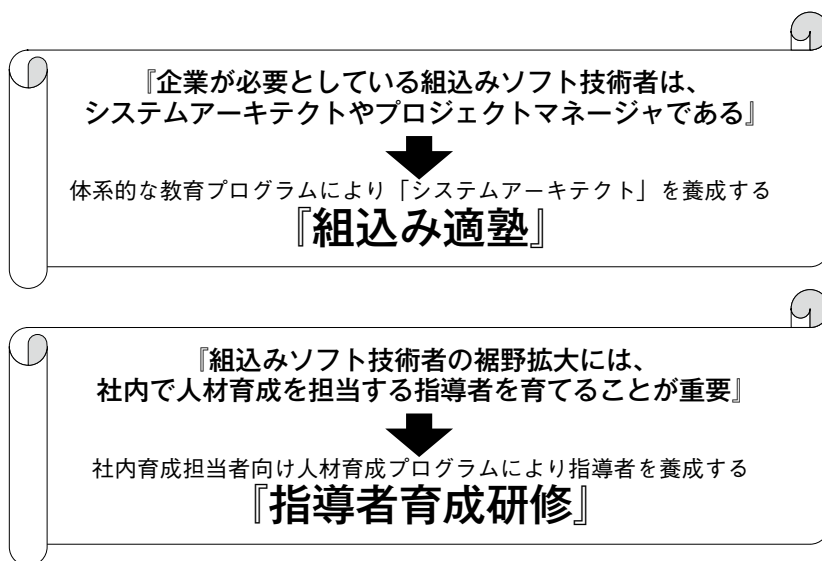 『企業が必要としている組込みソフト技術者は、
システムアーキテクトやプロジェクトマネージャである』
体系的な教育プログラムにより「システムアーキテクト」を養成する
『組込み適塾』
『組込みソフト技術者の裾野拡大には、
社内で人材育成を担当する指導者を育てることが重要』
社内育成担当者向け人材育成プログラムにより指導者を養成する
『指導者育成研修』